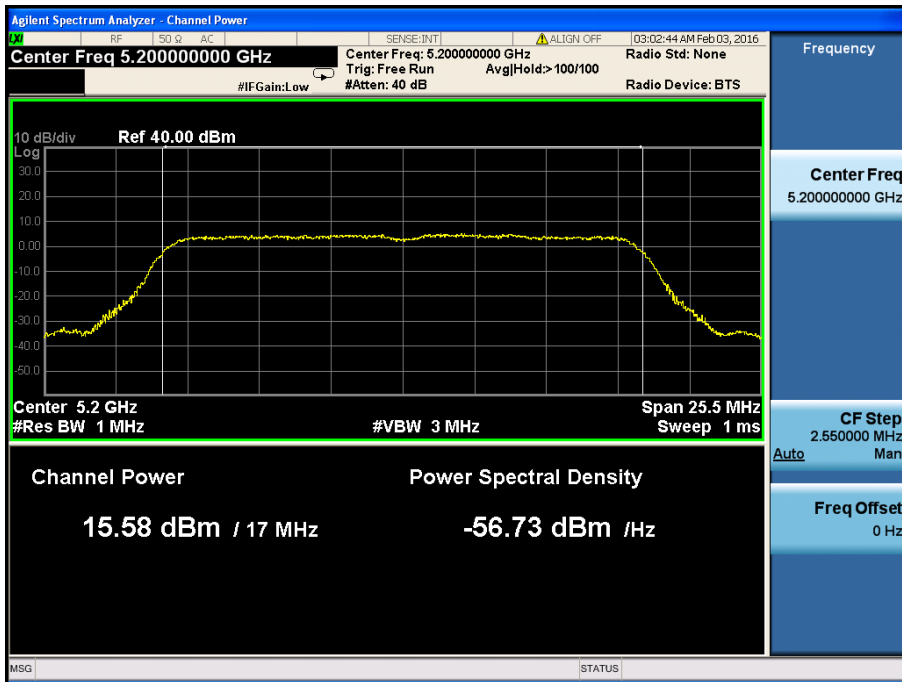 Agilent Spectrum Analyzer - Channel Power
LXI RF 50 Ω AC SENSE:INT ALIGN OFF 03:02:44 AM Feb 03, 2016
Center Freq 5.200000000 GHz
#IFGain:Low
Center Freq: 5.200000000 GHz
Trig: Free Run Avg|Hold:>100/100
#Atten: 40 dB
Radio Std: None
Radio Device: BTS
Frequency
10 dB/div Ref 40.00 dBm
Log
30.0
20.0
10.0
0.00
-10.0
-20.0
-30.0
-40.0
-50.0
Center 5.2 GHz Span 25.5 MHz
#Res BW 1 MHz #VBW 3 MHz Sweep 1 ms
Channel Power Power Spectral Density
15.58 dBm / 17 MHz -56.73 dBm /Hz
Center Freq
5.200000000 GHz
CF Step
2.550000 MHz
Auto Man
Freq Offset
0 Hz
MSG STATUS